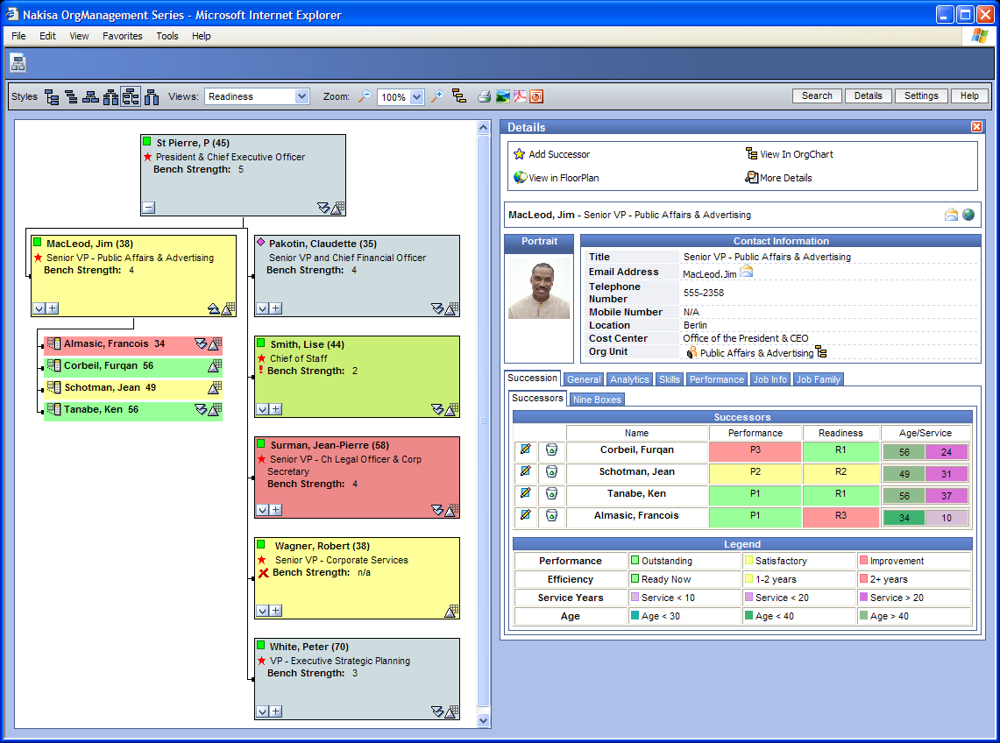 Nakisa OrgManagement Series - Microsoft Internet Explorer
File Edit View Favorites Tools Help
Styles Views: Readiness Zoom: 100% Search Details Settings Help
St Pierre, P (45)
President & Chief Executive Officer
Bench Strength: 5
MacLeod, Jim (38)
Senior VP - Public Affairs & Advertising
Bench Strength: 4
Almasic, Francois 34
Corbeil, Furqan 56
Schotman, Jean 49
Tanabe, Ken 56
Pakotin, Claudette (35)
Senior VP and Chief Financial Officer
Bench Strength: 4
Smith, Lise (44)
Chief of Staff
Bench Strength: 2
Surman, Jean-Pierre (58)
Senior VP - Ch Legal Officer & Corp
Secretary
Bench Strength: 4
Wagner, Robert (38)
Senior VP - Corporate Services
Bench Strength: n/a
White, Peter (70)
VP - Executive Strategic Planning
Bench Strength: 3
Details
Add Successor View In OrgChart
View in FloorPlan More Details
MacLeod, Jim - Senior VP - Public Affairs & Advertising
Portrait
Contact Information
Title Senior VP - Public Affairs & Advertising
Email Address MacLeod.Jim
Telephone
Number 555-2358
Mobile Number N/A
Location Berlin
Cost Center Office of the President & CEO
Org Unit Public Affairs & Advertising
Succession General Analytics Skills Performance Job Info Job Family
Successors Nine Boxes
Successors
Name Performance Readiness Age/Service
Corbeil, Furqan P3 R1 56 24
Schotman, Jean P2 R2 49 31
Tanabe, Ken P1 R1 56 37
Almasic, Francois P1 R3 34 10
Legend
Performance Outstanding Satisfactory Improvement
Efficiency Ready Now 1-2 years 2+ years
Service Years Service < 10 Service < 20 Service > 20
Age Age < 30 Age < 40 Age > 40